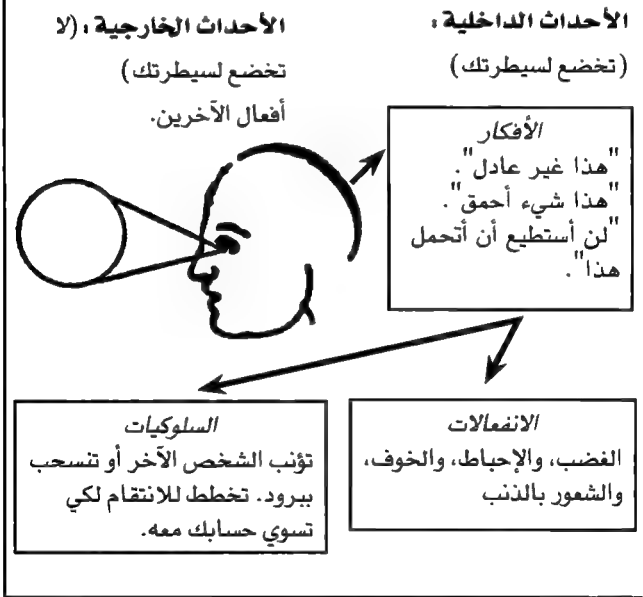 الأحداث الداخلية:
(تخضع لسيطرتك)
الأحداث الخارجية: (لا
تخضع لسيطرتك)
أفعال الآخرين.
الأفكار
"هذا غير عادل".
"هذا شيء أحمق".
"لن أستطيع أن أتحمل
هذا".
الانفعالات
الغضب، والإحباط، والخوف،
والشعور بالذنب
السلوكيات
تؤنب الشخص الآخر أو تنسحب
ببرود. تخطط للانتقام لكي
تسوي حسابك معه.